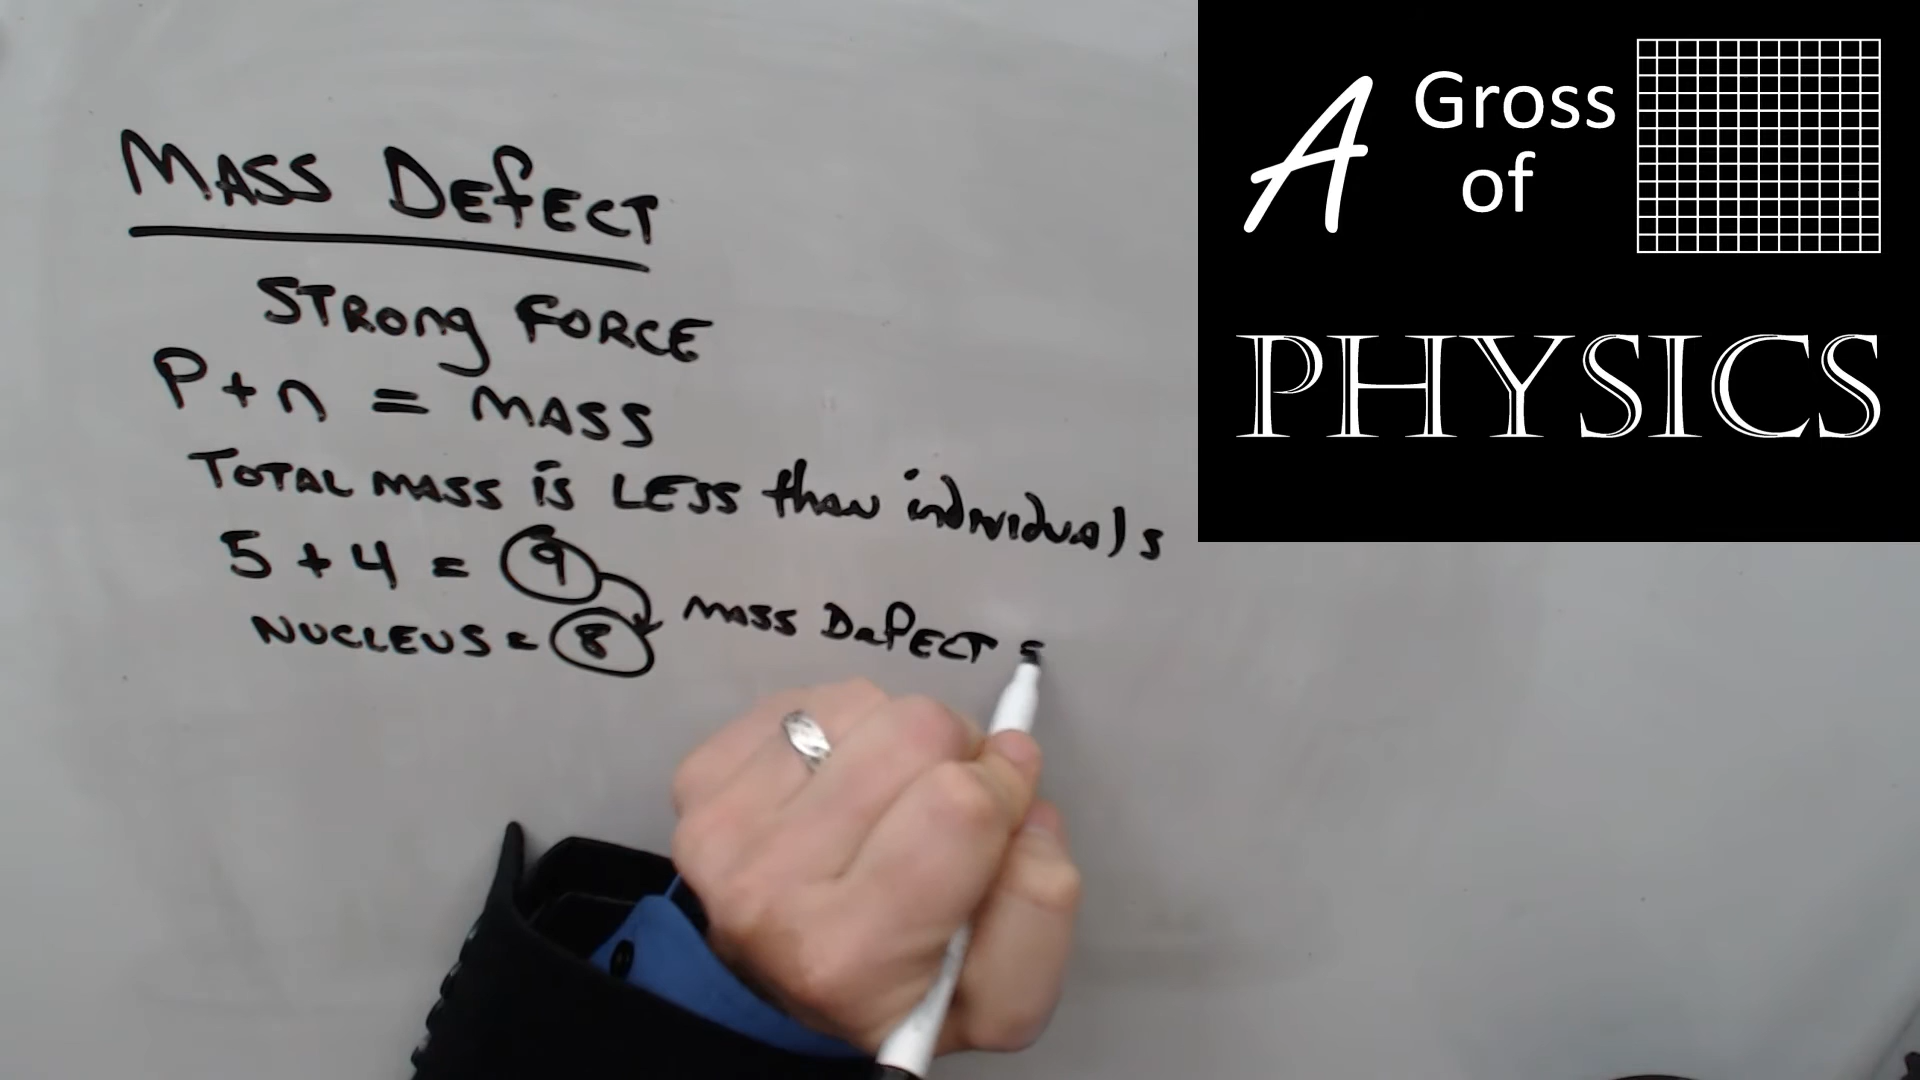 MASS DEFECT
STRONG FORCE
P + n = MASS
TOTAL MASS is LESS than individuals
5 + 4 = 9
NUCLEUS = 8 MASS DeFECT =
A Gross
of
PHYSICS